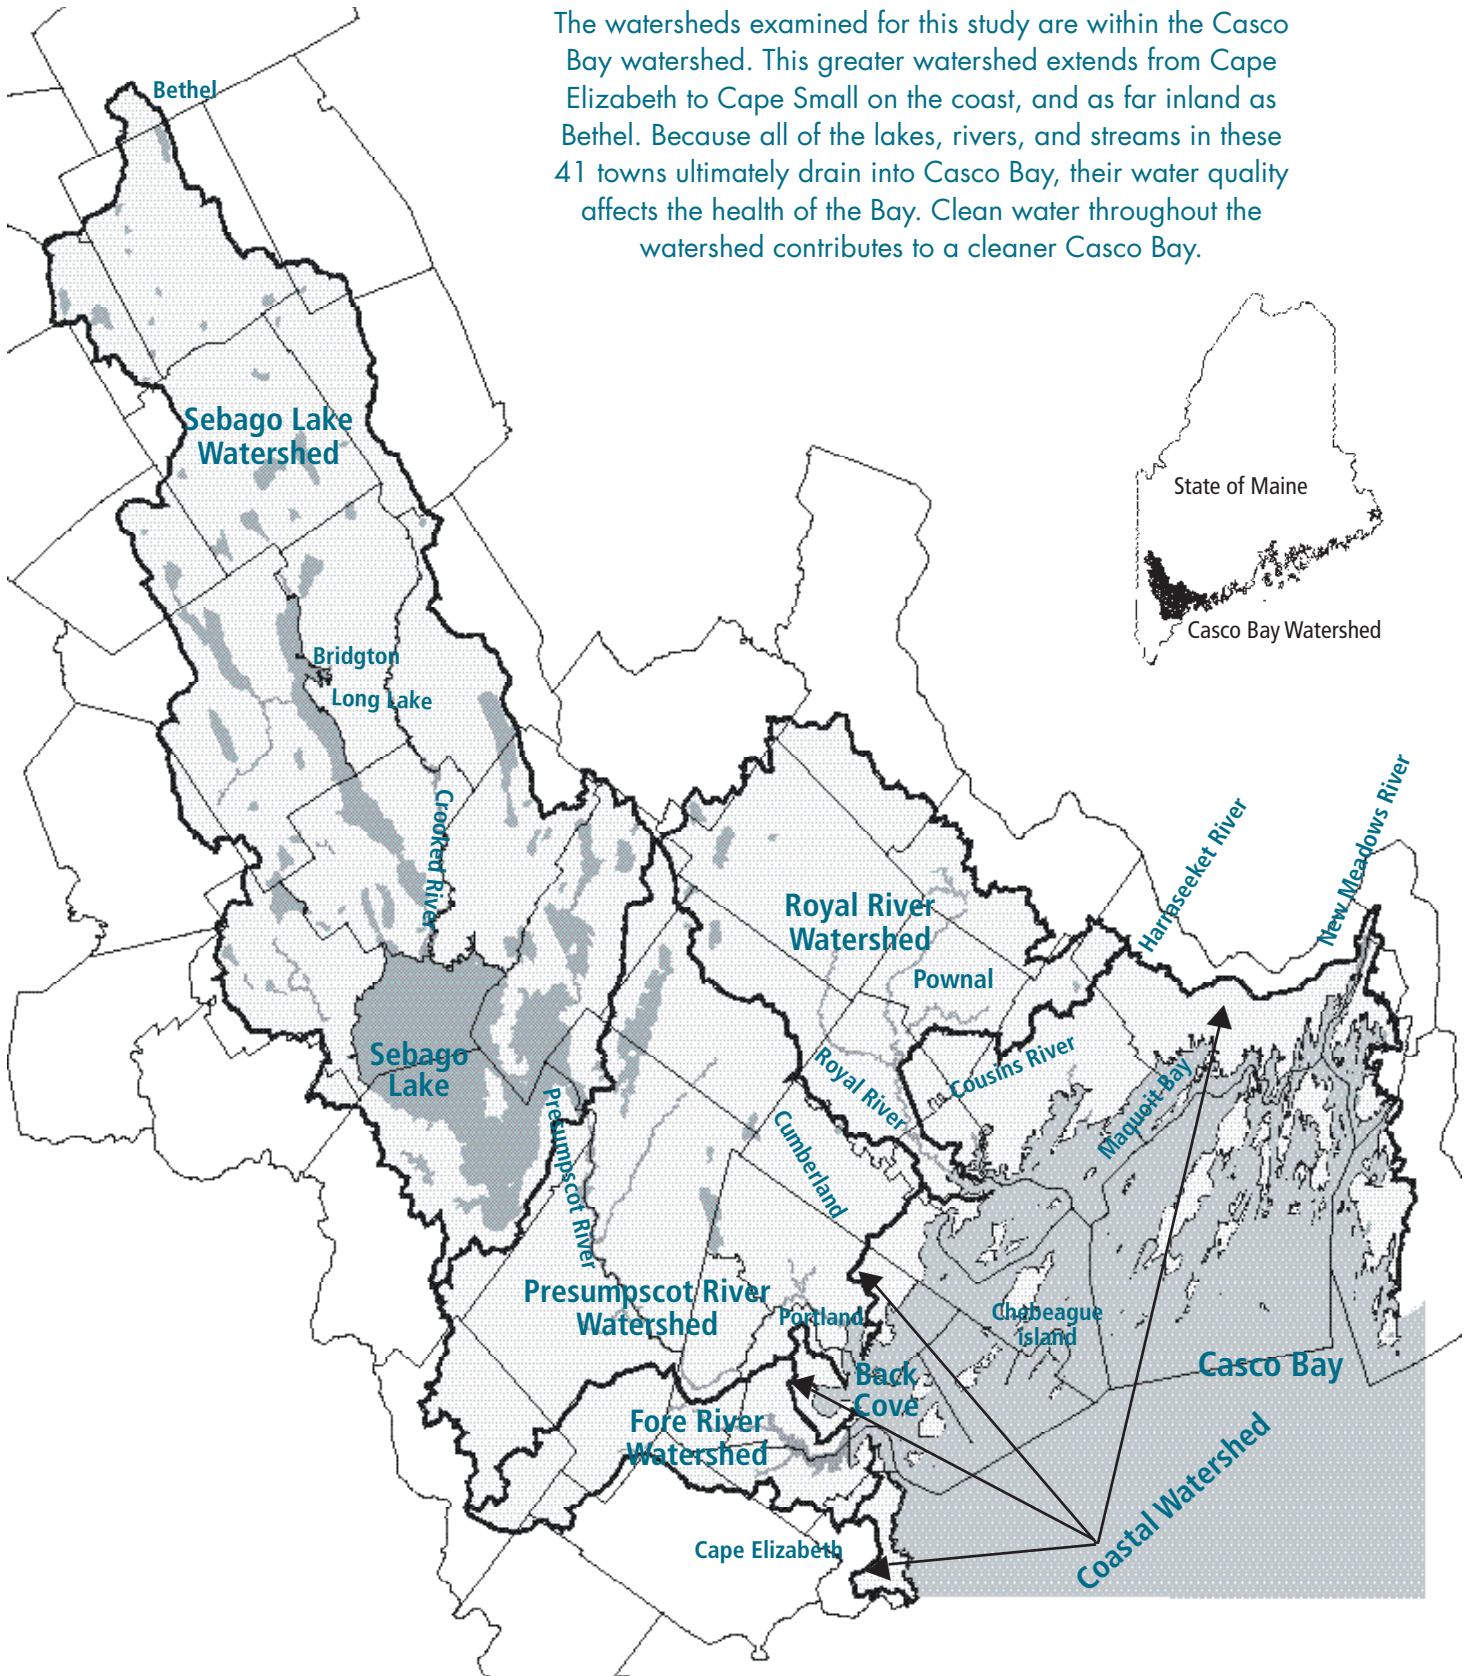 The watersheds examined for this study are within the Casco
Bay watershed. This greater watershed extends from Cape
Elizabeth to Cape Small on the coast, and as far inland as
Bethel. Because all of the lakes, rivers, and streams in these
41 towns ultimately drain into Casco Bay, their water quality
affects the health of the Bay. Clean water throughout the
watershed contributes to a cleaner Casco Bay.
Bethel
Sebago Lake
Watershed
State of Maine
Casco Bay Watershed
Bridgton
Long Lake
Crooked River
Harraseeket River
New Meadows River
Royal River
Watershed
Pownal
Sebago
Lake
Royal River
Cousins River
Maquoit Bay
Presumpscot River
Cumberland
Presumpscot River
Watershed
Portland
Chebeague
island
Casco Bay
Back
Cove
Fore River
Watershed
Coastal Watershed
Cape Elizabeth